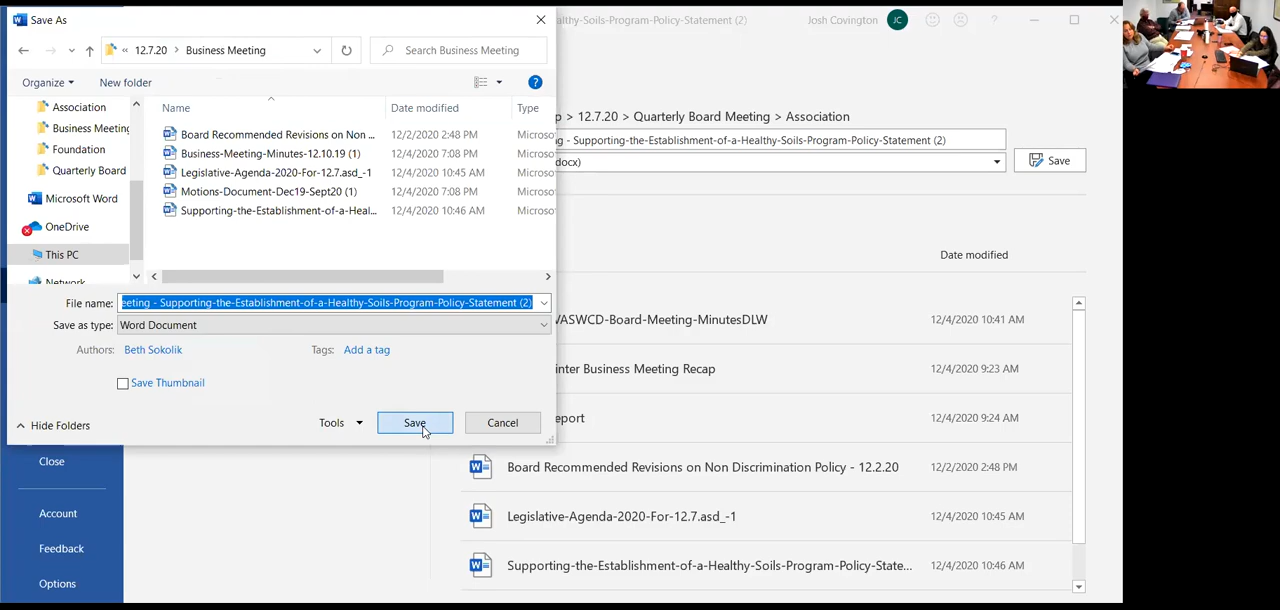 Save As
ealthy-Soils-Program-Policy-Statement (2)
Josh Covington JC
?
« 12.7.20 > Business Meeting
Search Business Meeting
Organize
New folder
?
Association
Business Meeting
Foundation
Quarterly Board
Microsoft Word
OneDrive
This PC
Network
Name Date modified Type
Board Recommended Revisions on Non ... 12/2/2020 2:48 PM Microso
Business-Meeting-Minutes-12.10.19 (1) 12/4/2020 7:08 PM Microso
Legislative-Agenda-2020-For-12.7.asd_-1 12/4/2020 10:45 AM Microso
Motions-Document-Dec19-Sept20 (1) 12/4/2020 7:08 PM Microso
Supporting-the-Establishment-of-a-Heal... 12/4/2020 10:46 AM Microso
File name: eeting - Supporting-the-Establishment-of-a-Healthy-Soils-Program-Policy-Statement (2)
Save as type: Word Document
Authors: Beth Sokolik
Tags: Add a tag
Save Thumbnail
Hide Folders
Tools
Save
Cancel
p > 12.7.20 > Quarterly Board Meeting > Association
ng - Supporting-the-Establishment-of-a-Healthy-Soils-Program-Policy-Statement (2)
docx)
Save
Date modified
WASWCD-Board-Meeting-MinutesDLW 12/4/2020 10:41 AM
inter Business Meeting Recap 12/4/2020 9:23 AM
eport 12/4/2020 9:24 AM
Board Recommended Revisions on Non Discrimination Policy - 12.2.20 12/2/2020 2:48 PM
Legislative-Agenda-2020-For-12.7.asd_-1 12/4/2020 10:45 AM
Supporting-the-Establishment-of-a-Healthy-Soils-Program-Policy-State... 12/4/2020 10:46 AM
Close
Account
Feedback
Options